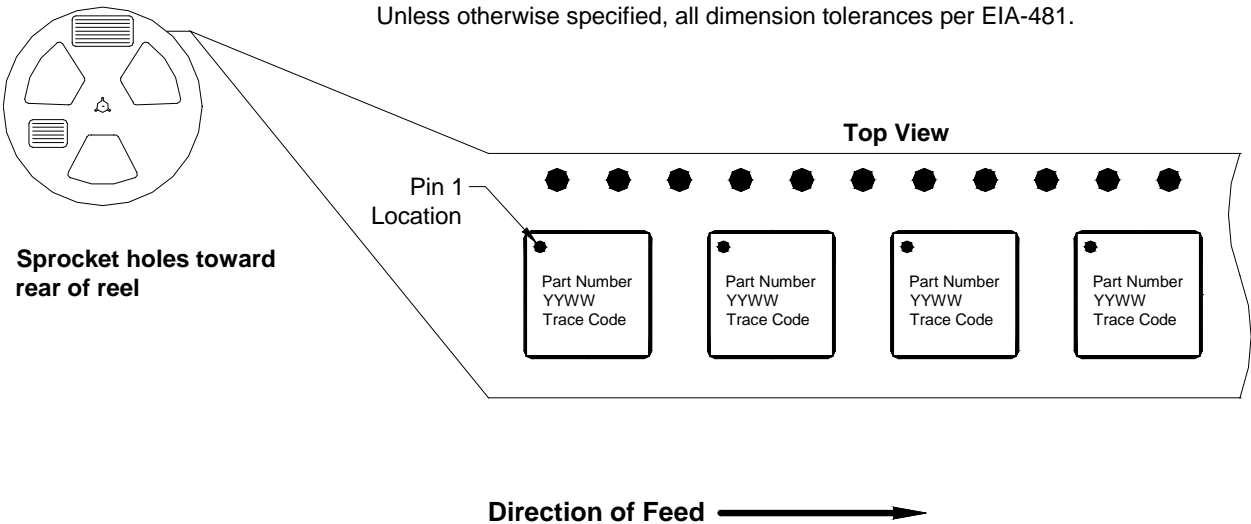 Unless otherwise specified, all dimension tolerances per EIA-481.
Top View
Pin 1
Location
Sprocket holes toward
rear of reel
Part Number
YYWW
Trace Code
Part Number
YYWW
Trace Code
Part Number
YYWW
Trace Code
Part Number
YYWW
Trace Code
Direction of Feed